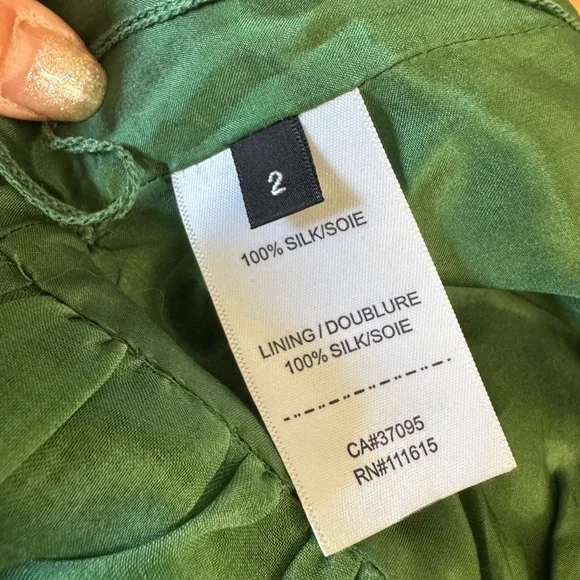 2
100% SILK/SOIE
LINING / DOUBLURE
100% SILK/SOIE
CA#37095
RN#111615